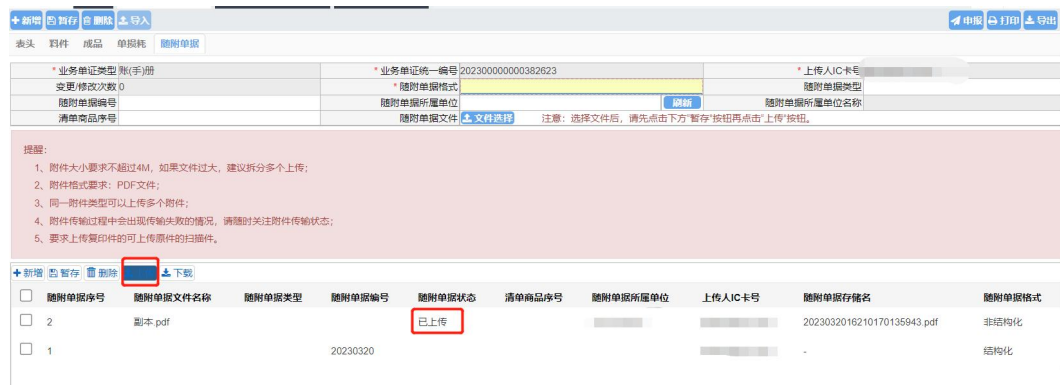 新增 暂存 删除 导入 申报 打印 导出
表头 料件 成品 单损耗 随附单据
* 业务单证类型 账(手)册 * 业务单证统一编号 202300000000382623 * 上传人IC卡号
变更/修改次数 0 * 随附单据格式 随附单据类型
随附单据编号 随附单据所属单位 刷新 随附单据所属单位名称
清单商品序号 随附单据文件 文件选择 注意：选择文件后，请先点击下方"暂存"按钮再点击"上传"按钮。
提醒：
1、附件大小要求不超过4M，如果文件过大，建议拆分多个上传；
2、附件格式要求：PDF文件；
3、同一附件类型可以上传多个附件；
4、附件传输过程中会出现传输失败的情况，请随时关注附件传输状态；
5、要求上传复印件的可上传原件的扫描件。
新增 暂存 删除 下载
随附单据序号 随附单据文件名称 随附单据类型 随附单据编号 随附单据状态 清单商品序号 随附单据所属单位 上传人IC卡号 随附单据存储名 随附单据格式
2 副本.pdf 已上传 2023032016210170135943.pdf 非结构化
1 20230320 - 结构化